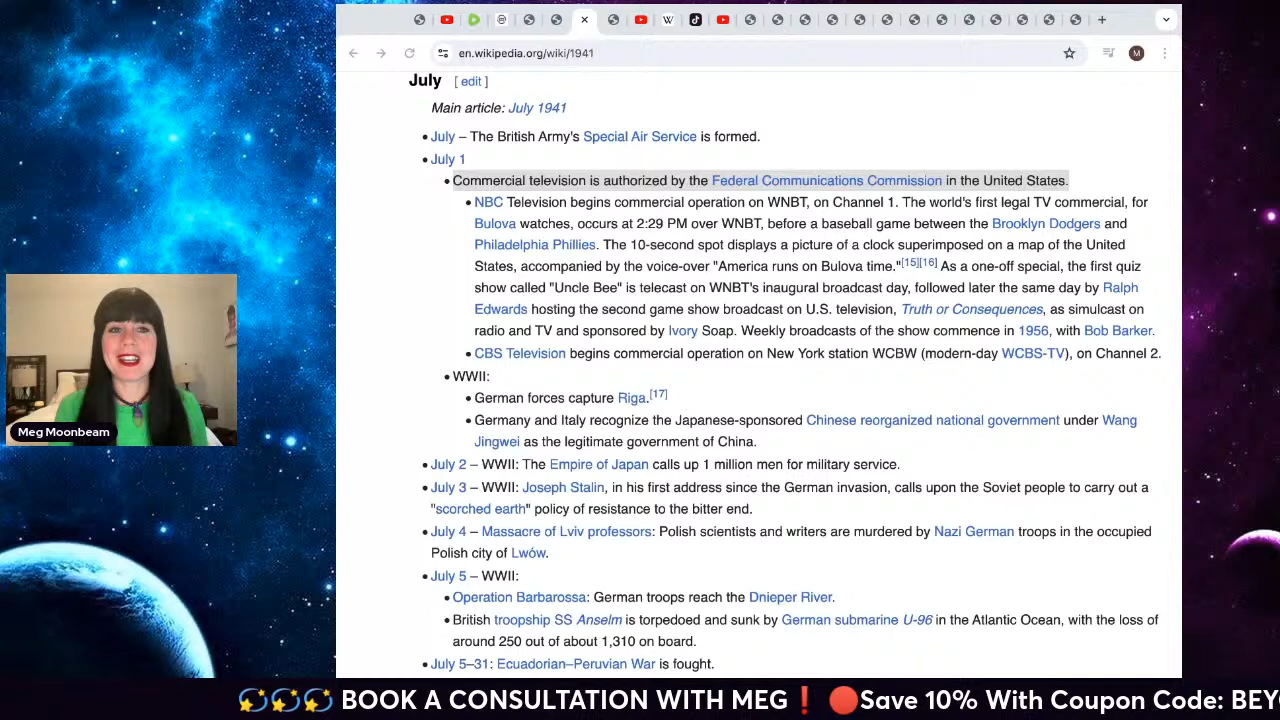 en.wikipedia.org/wiki/1941
M
July [ edit ]
Main article: July 1941
• July – The British Army's Special Air Service is formed.
• July 1
• Commercial television is authorized by the Federal Communications Commission in the United States.
• NBC Television begins commercial operation on WNBT, on Channel 1. The world's first legal TV commercial, for
Bulova watches, occurs at 2:29 PM over WNBT, before a baseball game between the Brooklyn Dodgers and
Philadelphia Phillies. The 10-second spot displays a picture of a clock superimposed on a map of the United
States, accompanied by the voice-over "America runs on Bulova time."[15][16] As a one-off special, the first quiz
show called "Uncle Bee" is telecast on WNBT's inaugural broadcast day, followed later the same day by Ralph
Edwards hosting the second game show broadcast on U.S. television, Truth or Consequences, as simulcast on
radio and TV and sponsored by Ivory Soap. Weekly broadcasts of the show commence in 1956, with Bob Barker.
• CBS Television begins commercial operation on New York station WCBW (modern-day WCBS-TV), on Channel 2.
• WWII:
• German forces capture Riga.[17]
• Germany and Italy recognize the Japanese-sponsored Chinese reorganized national government under Wang
Jingwei as the legitimate government of China.
• July 2 – WWII: The Empire of Japan calls up 1 million men for military service.
• July 3 – WWII: Joseph Stalin, in his first address since the German invasion, calls upon the Soviet people to carry out a
"scorched earth" policy of resistance to the bitter end.
• July 4 – Massacre of Lviv professors: Polish scientists and writers are murdered by Nazi German troops in the occupied
Polish city of Lwów.
• July 5 – WWII:
• Operation Barbarossa: German troops reach the Dnieper River.
• British troopship SS Anselm is torpedoed and sunk by German submarine U-96 in the Atlantic Ocean, with the loss of
around 250 out of about 1,310 on board.
• July 5–31: Ecuadorian–Peruvian War is fought.
Meg Moonbeam
💫💫💫 BOOK A CONSULTATION WITH MEG❗ 🔴Save 10% With Coupon Code: BEY